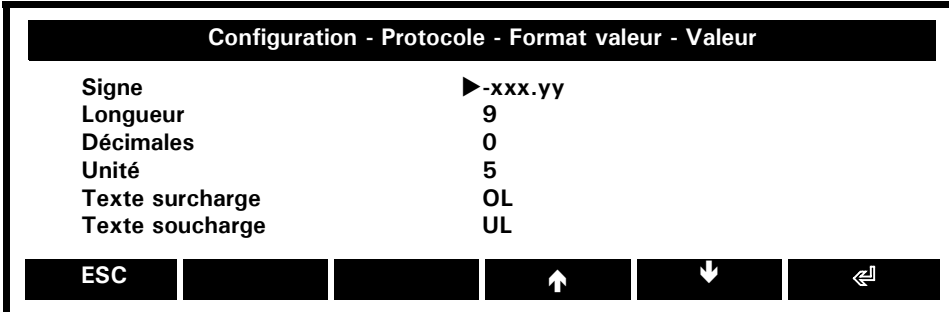 Configuration - Protocole - Format valeur - Valeur
Signe -xxx.yy
Longueur 9
Décimales 0
Unité 5
Texte surcharge OL
Texte soucharge UL
ESC